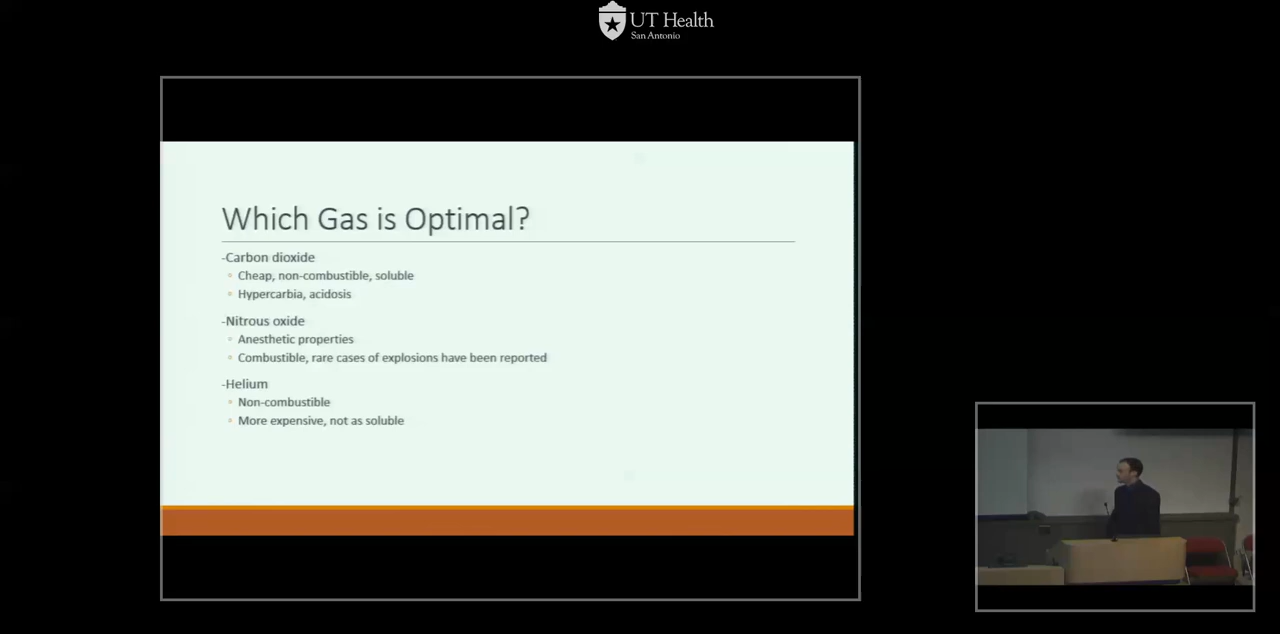 UT Health
San Antonio
Which Gas is Optimal?
-Carbon dioxide
◦ Cheap, non-combustible, soluble
◦ Hypercarbia, acidosis
-Nitrous oxide
◦ Anesthetic properties
◦ Combustible, rare cases of explosions have been reported
-Helium
◦ Non-combustible
◦ More expensive, not as soluble